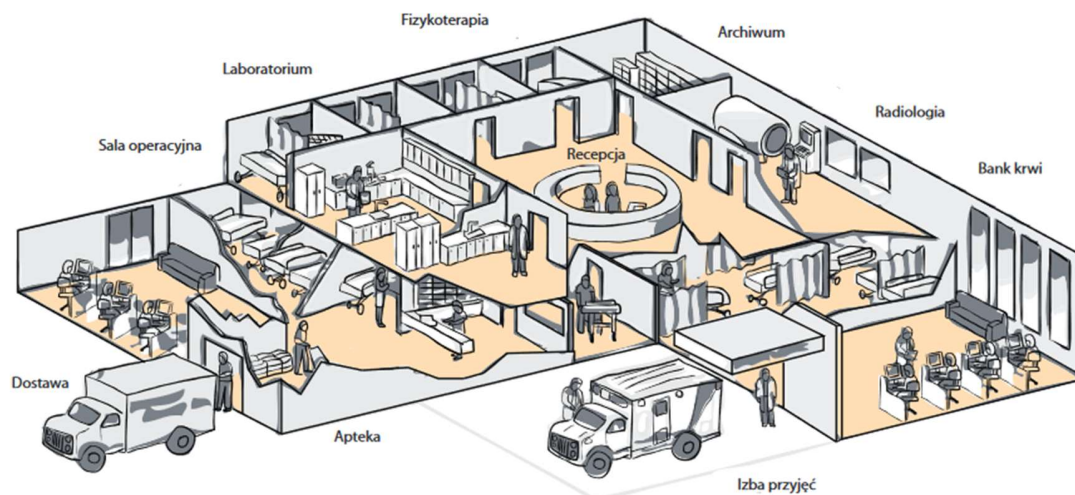 Fizykoterapia
Archiwum
Laboratorium
Radiologia
Sala operacyjna
Recepcja
Bank krwi
Dostawa
Apteka
Izba przyjęć